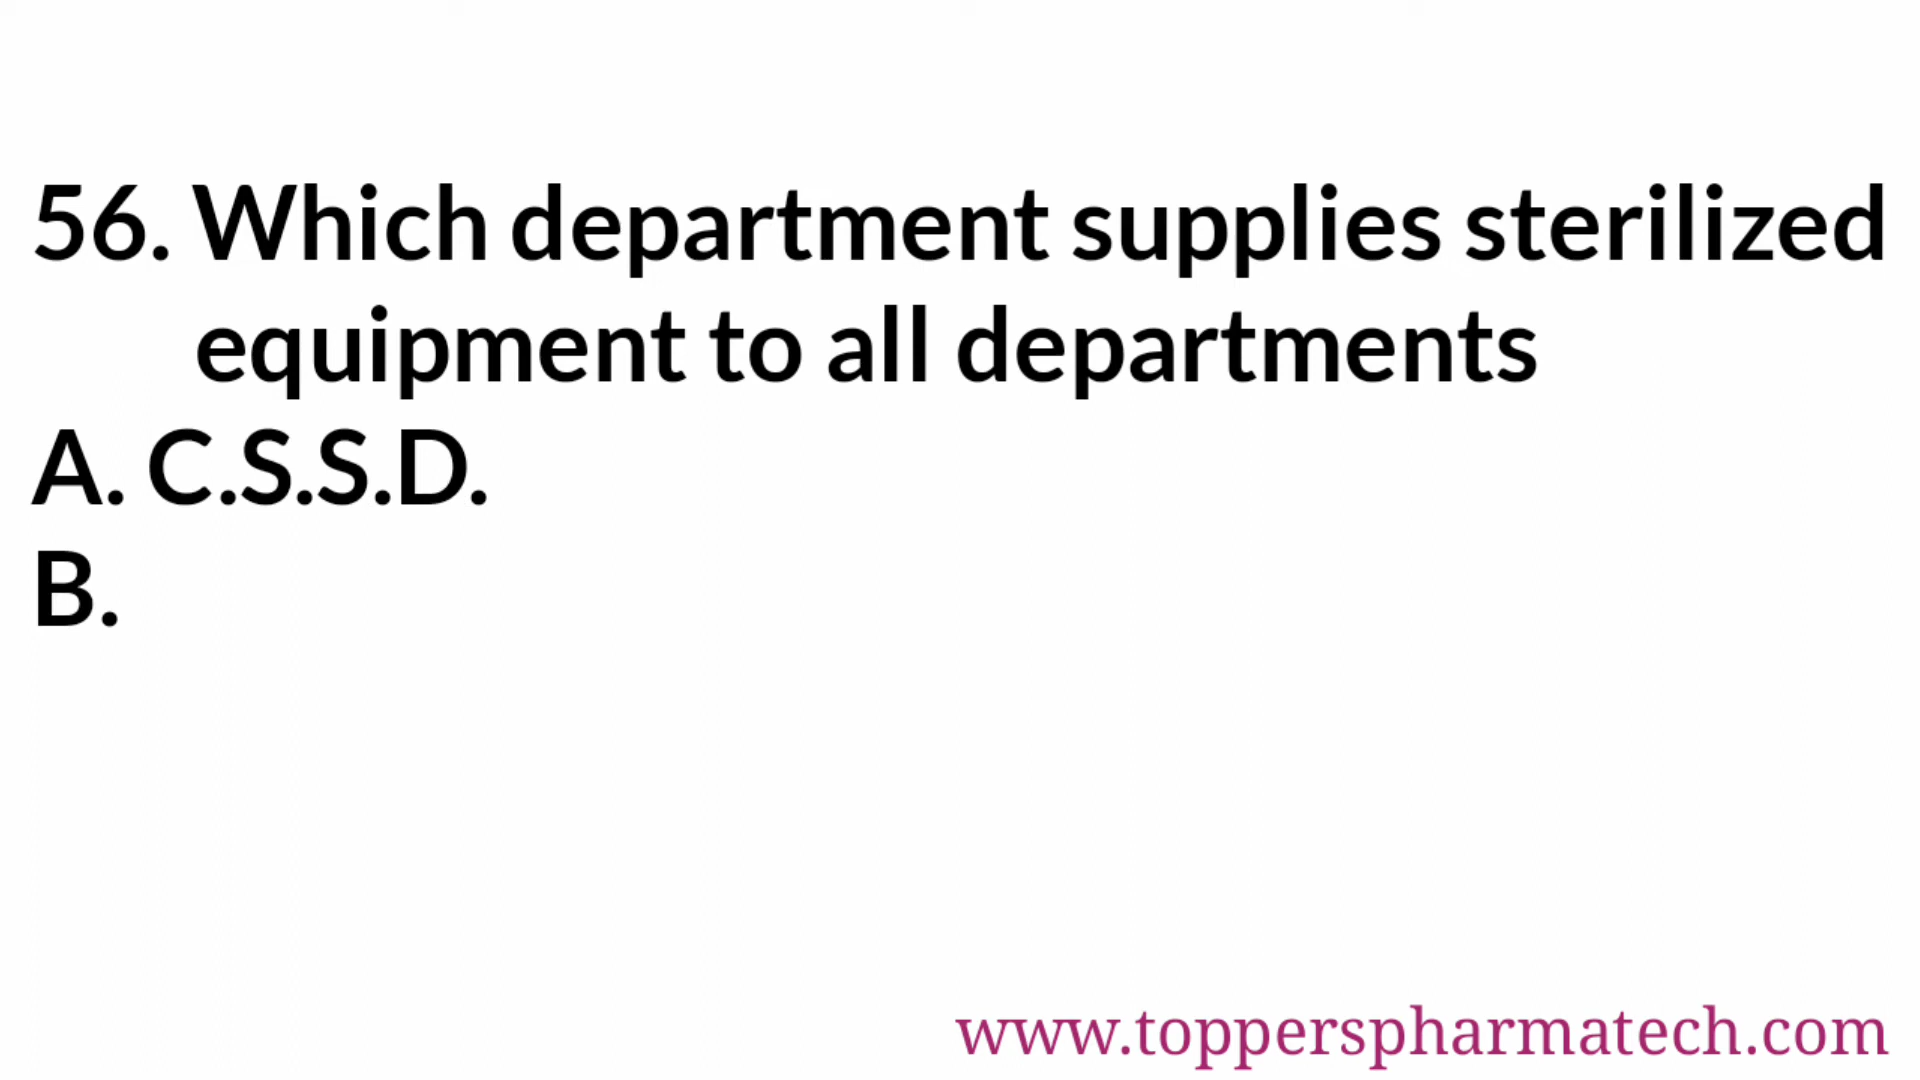 56. Which department supplies sterilized
equipment to all departments
A. C.S.S.D.
B.
www.topperspharmatech.com